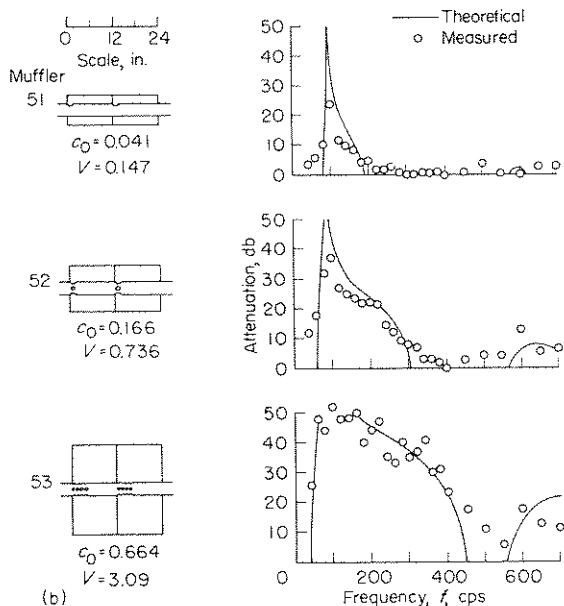 0 12 24
Scale, in.
Muffler
51
c₀=0.041
V=0.147
52
c₀=0.166
V=0.736
53
c₀=0.664
V=3.09
(b)
Theoretical
Measured
50
40
30
20
10
0
50
40
30
20
10
0
Attenuation, db
50
40
30
20
10
0 200 400 600
Frequency, f, cps